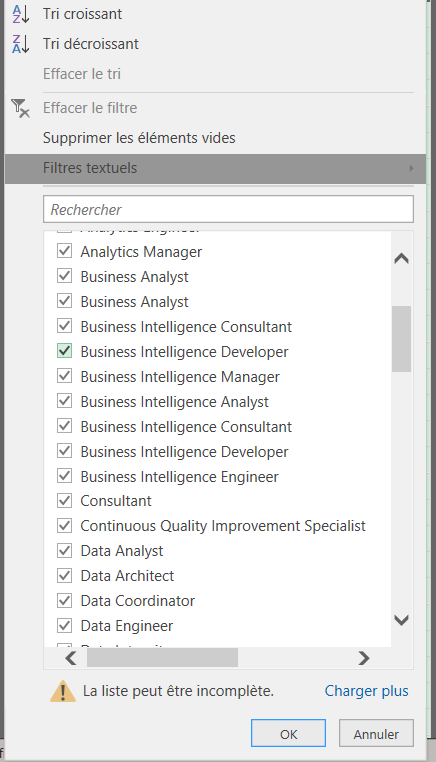 Tri croissant
Tri décroissant
Effacer le tri
Effacer le filtre
Supprimer les éléments vides
Filtres textuels
Rechercher
Analytics Manager
Business Analyst
Business Analyst
Business Intelligence Consultant
Business Intelligence Developer
Business Intelligence Manager
Business Intelligence Analyst
Business Intelligence Consultant
Business Intelligence Developer
Business Intelligence Engineer
Consultant
Continuous Quality Improvement Specialist
Data Analyst
Data Architect
Data Coordinator
Data Engineer
La liste peut être incomplète. Charger plus
OK Annuler